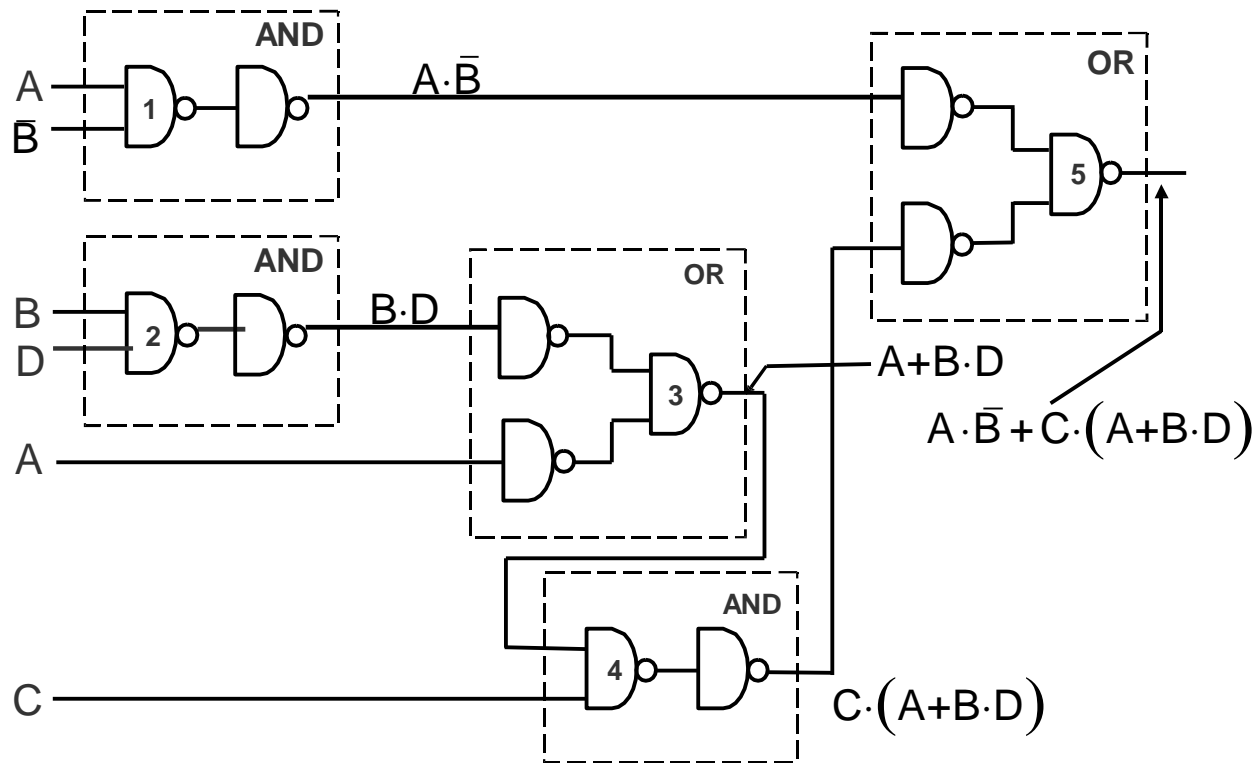 AND
OR
A
1
A·B̅
B̅
5
AND
OR
B
2
B·D
D
A+B·D
3
A·B̅+C·(A+B·D)
A
AND
4
C
C·(A+B·D)